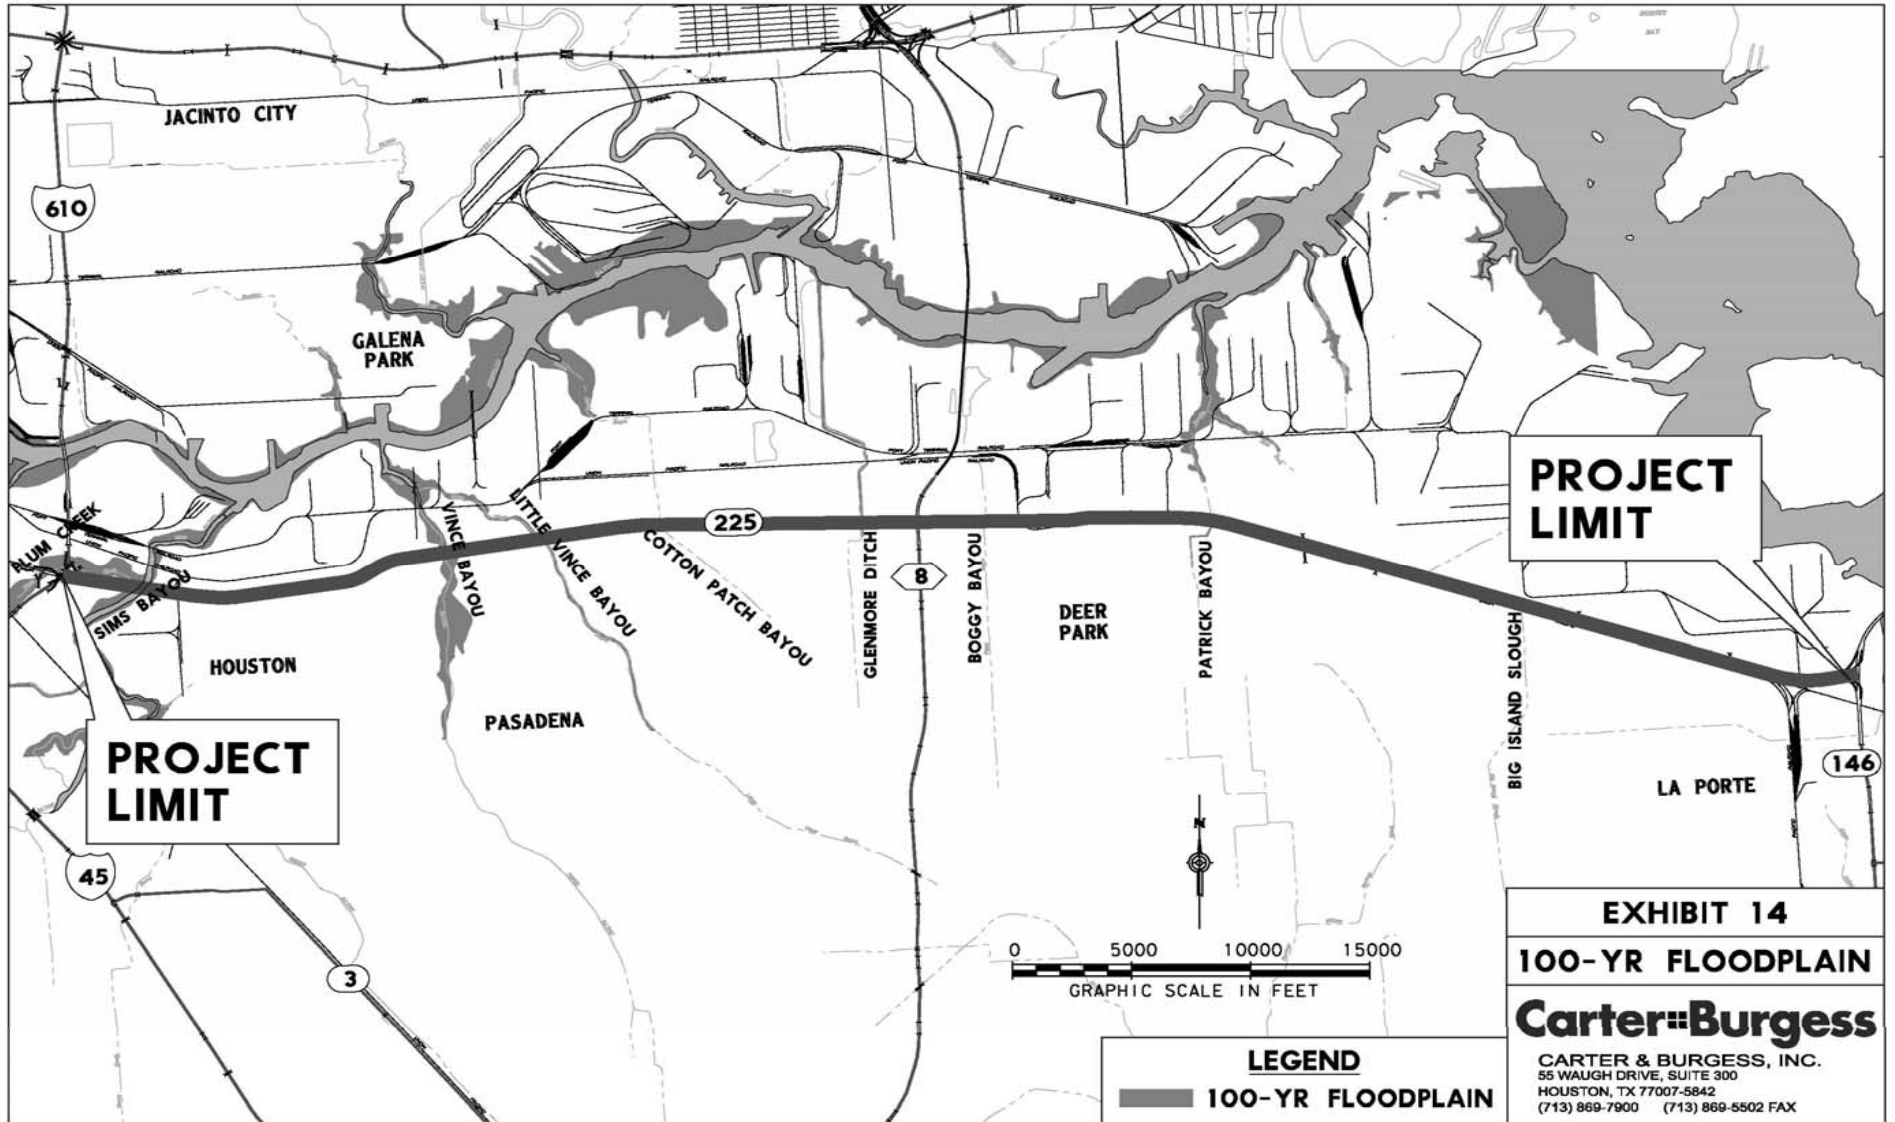 JACINTO CITY
610
GALENA
PARK
PLUM CREEK
SIMS BAYOU
VINCE BAYOU
LITTLE VINCE BAYOU
COTTON PATCH BAYOU
225
GLENMORE DITCH
8
BOGGY BAYOU
DEER
PARK
PATRICK BAYOU
BIG ISLAND SLOUGH
PROJECT
LIMIT
HOUSTON
PASADENA
PROJECT
LIMIT
LA PORTE
146
45
3
N
0 5000 10000 15000
GRAPHIC SCALE IN FEET
LEGEND
100-YR FLOODPLAIN
EXHIBIT 14
100-YR FLOODPLAIN
Carter Burgess
CARTER & BURGESS, INC.
55 WAUGH DRIVE, SUITE 300
HOUSTON, TX 77007-5842
(713) 869-7900 (713) 869-5502 FAX